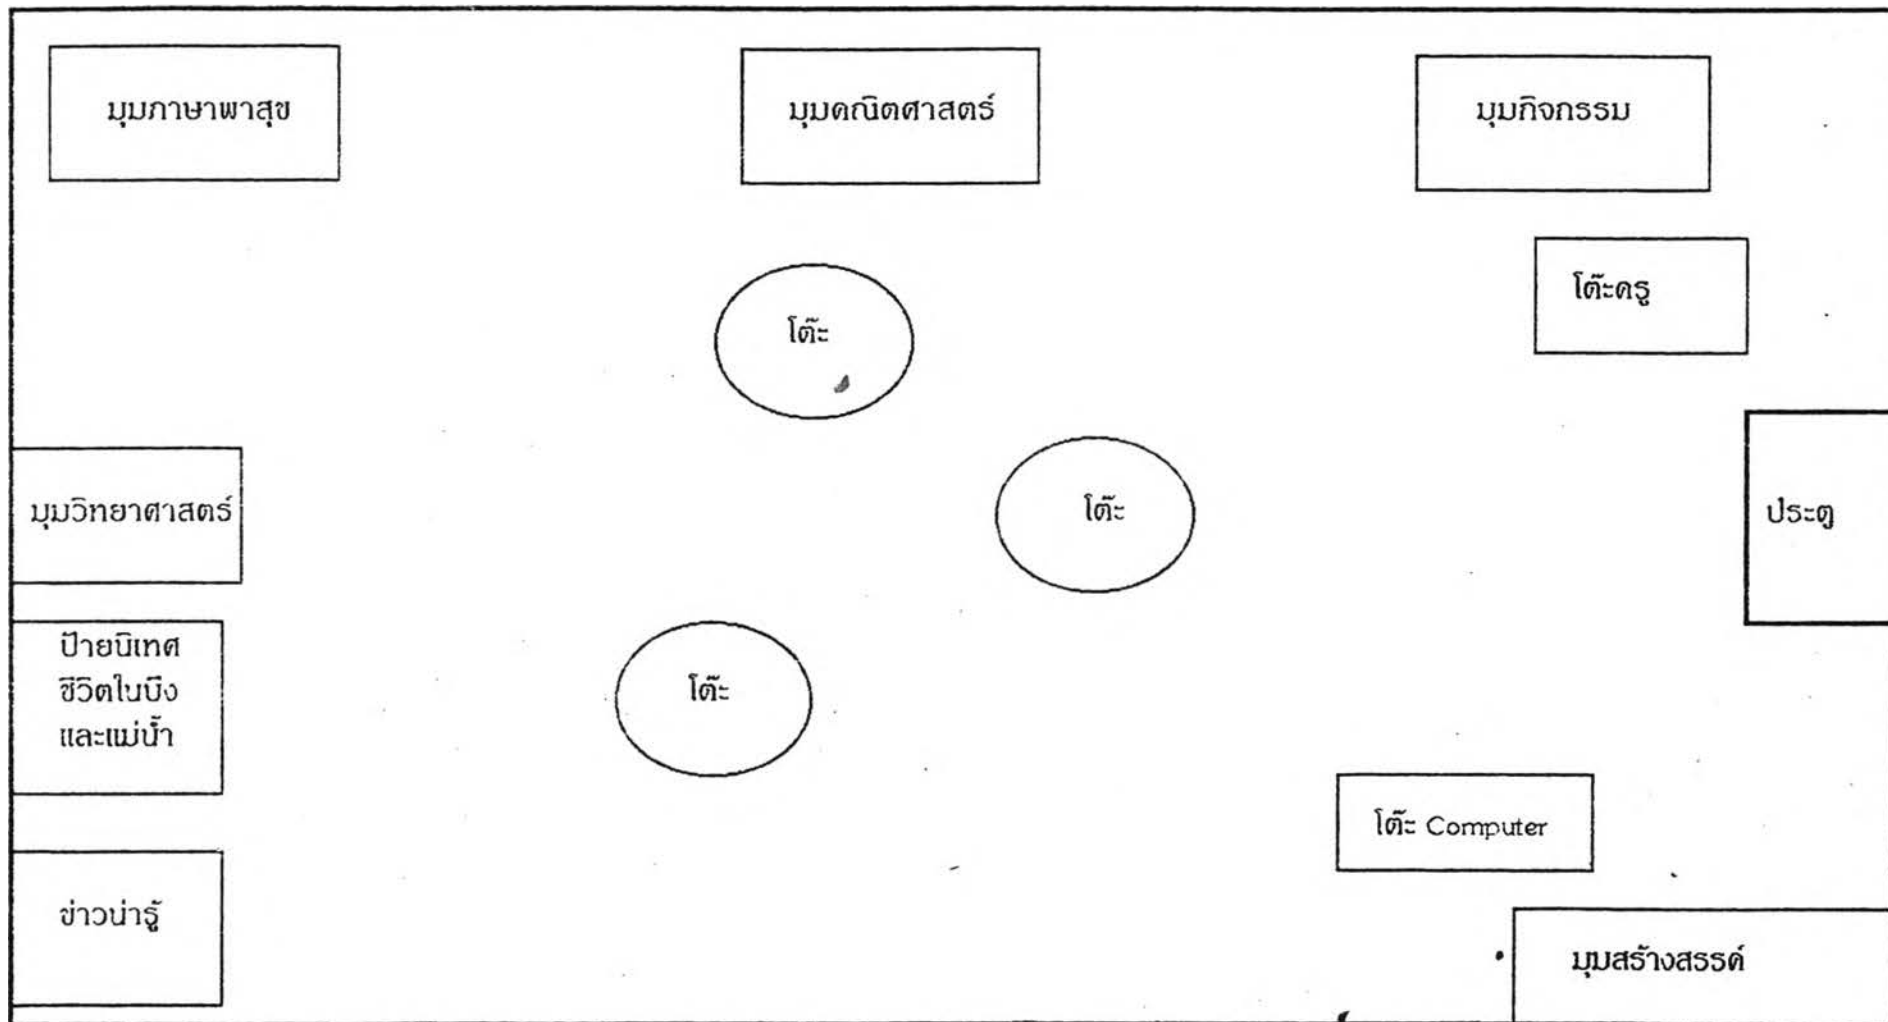 มุมภาษาพาสุข
มุมคณิตศาสตร์
มุมกิจกรรม
โต๊ะครู
โต๊ะ
โต๊ะ
มุมวิทยาศาสตร์
ประตู
ป้ายนิเทศ
ชีวิตในบึง
และแม่น้ำ
โต๊ะ
โต๊ะ Computer
ข่าวน่ารู้
มุมสร้างสรรค์